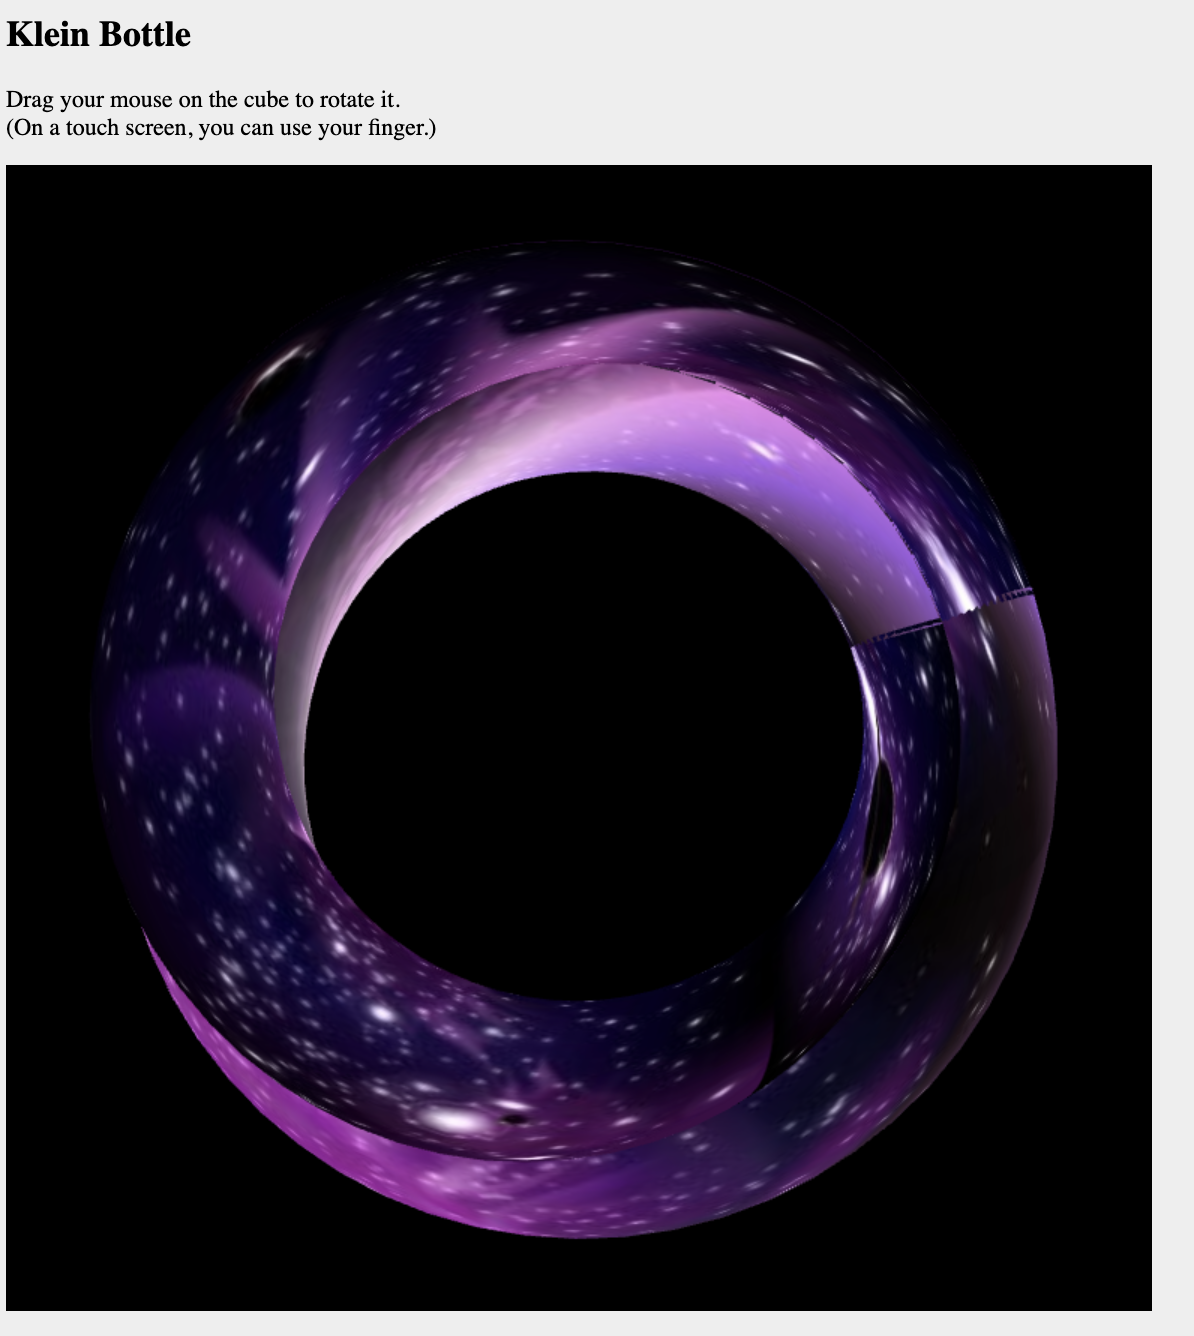 Klein Bottle
Drag your mouse on the cube to rotate it.
(On a touch screen, you can use your finger.)